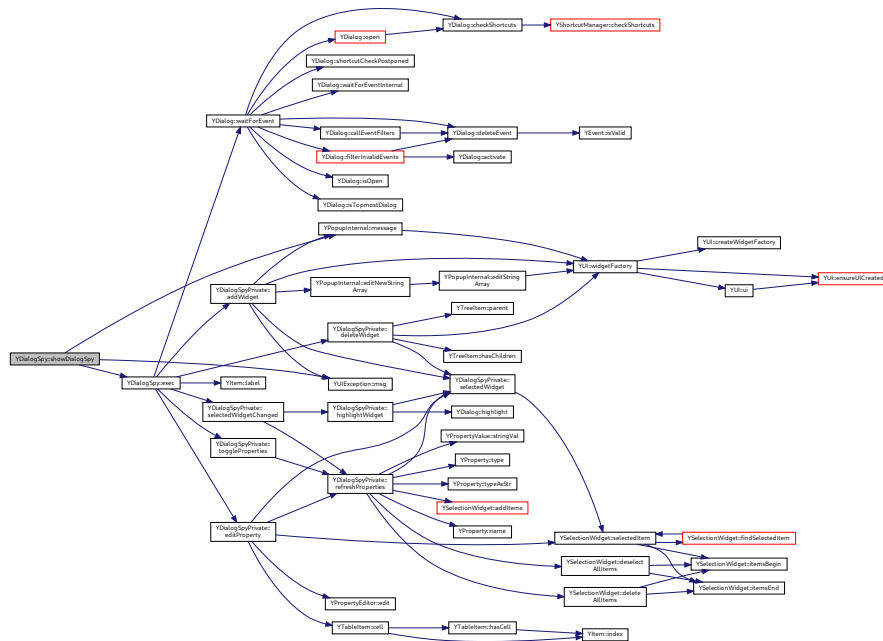 YDialog::checkShortcuts
YShortcutManager::checkShortcuts
YDialog::open
YDialog::shortcutCheckPostponed
YDialog::waitForEventInternal
YDialog::waitForEvent
YDialog::callEventFilters
YDialog::deleteEvent
YEvent::isValid
YDialog::filterInvalidEvents
YDialog::activate
YDialog::isOpen
YDialog::isTopmostDialog
YPopupInternal::message
YUI::createWidgetFactory
YUI::widgetFactory
YUI::ensureUICreated
YDialogSpyPrivate::
addWidget
YPopupInternal::editNewString
Array
YPopupInternal::editString
Array
YUI::ui
YTreeItem::parent
YDialogSpyPrivate::
deleteWidget
YTreeItem::hasChildren
YDialogSpy::showDialogSpy
YDialogSpy::exec
YItem::label
YUIException::msg
YDialogSpyPrivate::
selectedWidget
YDialogSpyPrivate::
selectedWidgetChanged
YDialogSpyPrivate::
highlightWidget
YDialog::highlight
YDialogSpyPrivate::
toggleProperties
YPropertyValue::stringVal
YProperty::type
YDialogSpyPrivate::
refreshProperties
YProperty::typeAsStr
YSelectionWidget::addItems
YProperty::name
YDialogSpyPrivate::
editProperty
YSelectionWidget::selectedItem
YSelectionWidget::findSelectedItem
YSelectionWidget::deselect
AllItems
YSelectionWidget::itemsBegin
YSelectionWidget::delete
AllItems
YSelectionWidget::itemsEnd
YPropertyEditor::edit
YTableItem::cell
YTableItem::hasCell
YItem::index